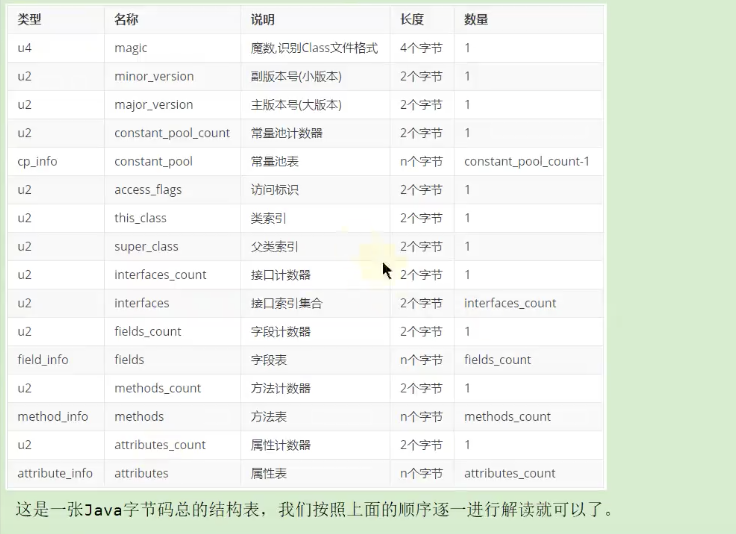 类型 名称 说明 长度 数量
u4 magic 魔数,识别Class文件格式 4个字节 1
u2 minor_version 副版本号(小版本) 2个字节 1
u2 major_version 主版本号(大版本) 2个字节 1
u2 constant_pool_count 常量池计数器 2个字节 1
cp_info constant_pool 常量池表 n个字节 constant_pool_count-1
u2 access_flags 访问标识 2个字节 1
u2 this_class 类索引 2个字节 1
u2 super_class 父类索引 2个字节 1
u2 interfaces_count 接口计数器 2个字节 1
u2 interfaces 接口索引集合 2个字节 interfaces_count
u2 fields_count 字段计数器 2个字节 1
field_info fields 字段表 n个字节 fields_count
u2 methods_count 方法计数器 2个字节 1
method_info methods 方法表 n个字节 methods_count
u2 attributes_count 属性计数器 2个字节 1
attribute_info attributes 属性表 n个字节 attributes_count
这是一张Java字节码总的结构表，我们按照上面的顺序逐一进行解读就可以了。